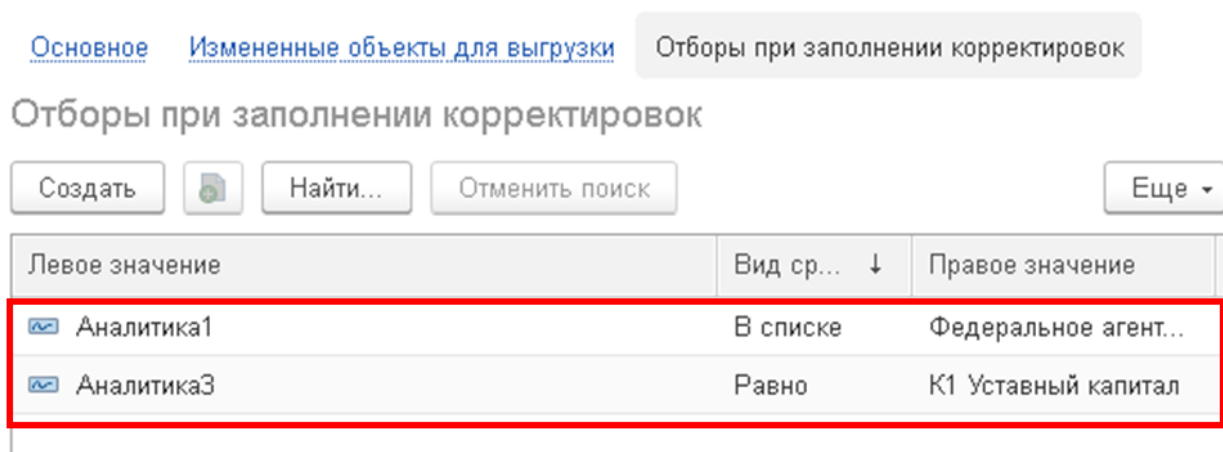 Основное Измененные объекты для выгрузки Отборы при заполнении корректировок
Отборы при заполнении корректировок
Создать Найти... Отменить поиск Еще
Левое значение Вид ср... ↓ Правое значение
Аналитика1 В списке Федеральное агент...
Аналитика3 Равно К1 Уставный капитал